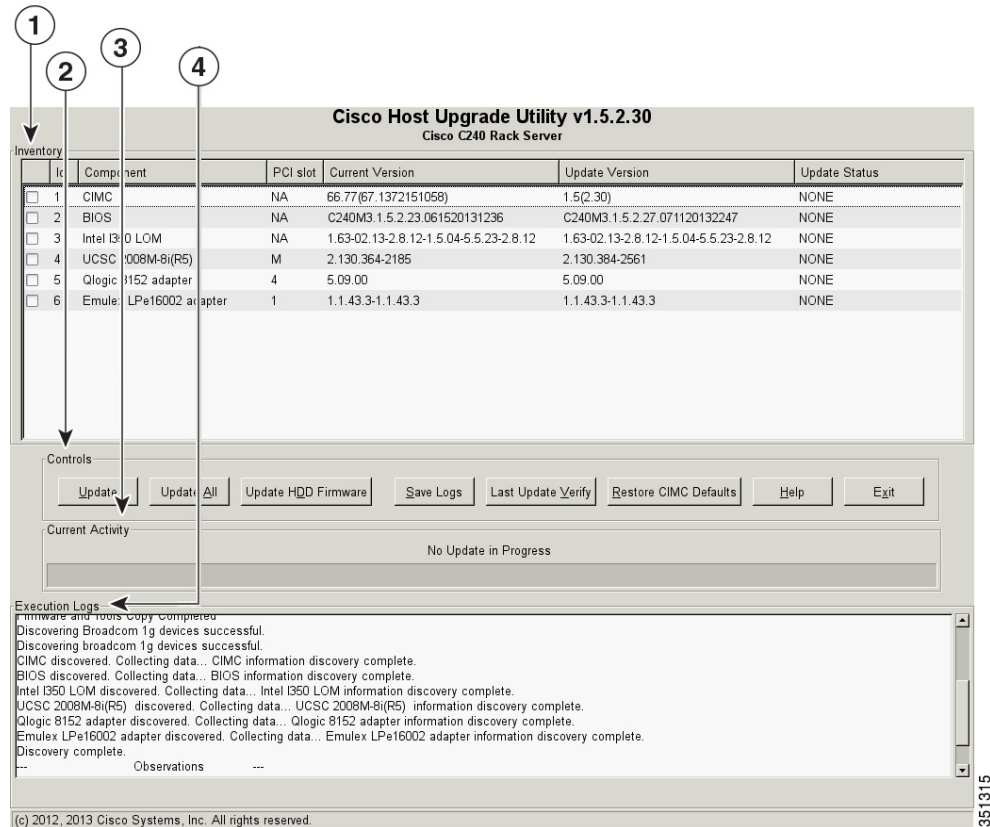 1
3
2
4
Cisco Host Upgrade Utility v1.5.2.30
Cisco C240 Rack Server
Inventory
Id Component PCI slot Current Version Update Version Update Status
1 CIMC NA 66.77(67.1372151058) 1.5(2.30) NONE
2 BIOS NA C240M3.1.5.2.23.061520131236 C240M3.1.5.2.27.071120132247 NONE
3 Intel I350 LOM NA 1.63-02.13-2.8.12-1.5.04-5.5.23-2.8.12 1.63-02.13-2.8.12-1.5.04-5.5.23-2.8.12 NONE
4 UCSC 2008M-8i(R5) M 2.130.364-2185 2.130.384-2561 NONE
5 Qlogic 8152 adapter 4 5.09.00 5.09.00 NONE
6 Emulex LPe16002 adapter 1 1.1.43.3-1.1.43.3 1.1.43.3-1.1.43.3 NONE
Controls
Update Update All Update HDD Firmware Save Logs Last Update Verify Restore CIMC Defaults Help Exit
Current Activity
No Update in Progress
Execution Logs
Firmware and Tools Copy Completed
Discovering Broadcom 1g devices successful.
Discovering broadcom 1g devices successful.
CIMC discovered. Collecting data... CIMC information discovery complete.
BIOS discovered. Collecting data... BIOS information discovery complete.
Intel I350 LOM discovered. Collecting data... Intel I350 LOM information discovery complete.
UCSC 2008M-8i(R5) discovered. Collecting data... UCSC 2008M-8i(R5) information discovery complete.
Qlogic 8152 adapter discovered. Collecting data... Qlogic 8152 adapter information discovery complete.
Emulex LPe16002 adapter discovered. Collecting data... Emulex LPe16002 adapter information discovery complete.
Discovery complete.
--- Observations ---
(c) 2012, 2013 Cisco Systems, Inc. All rights reserved.
351315